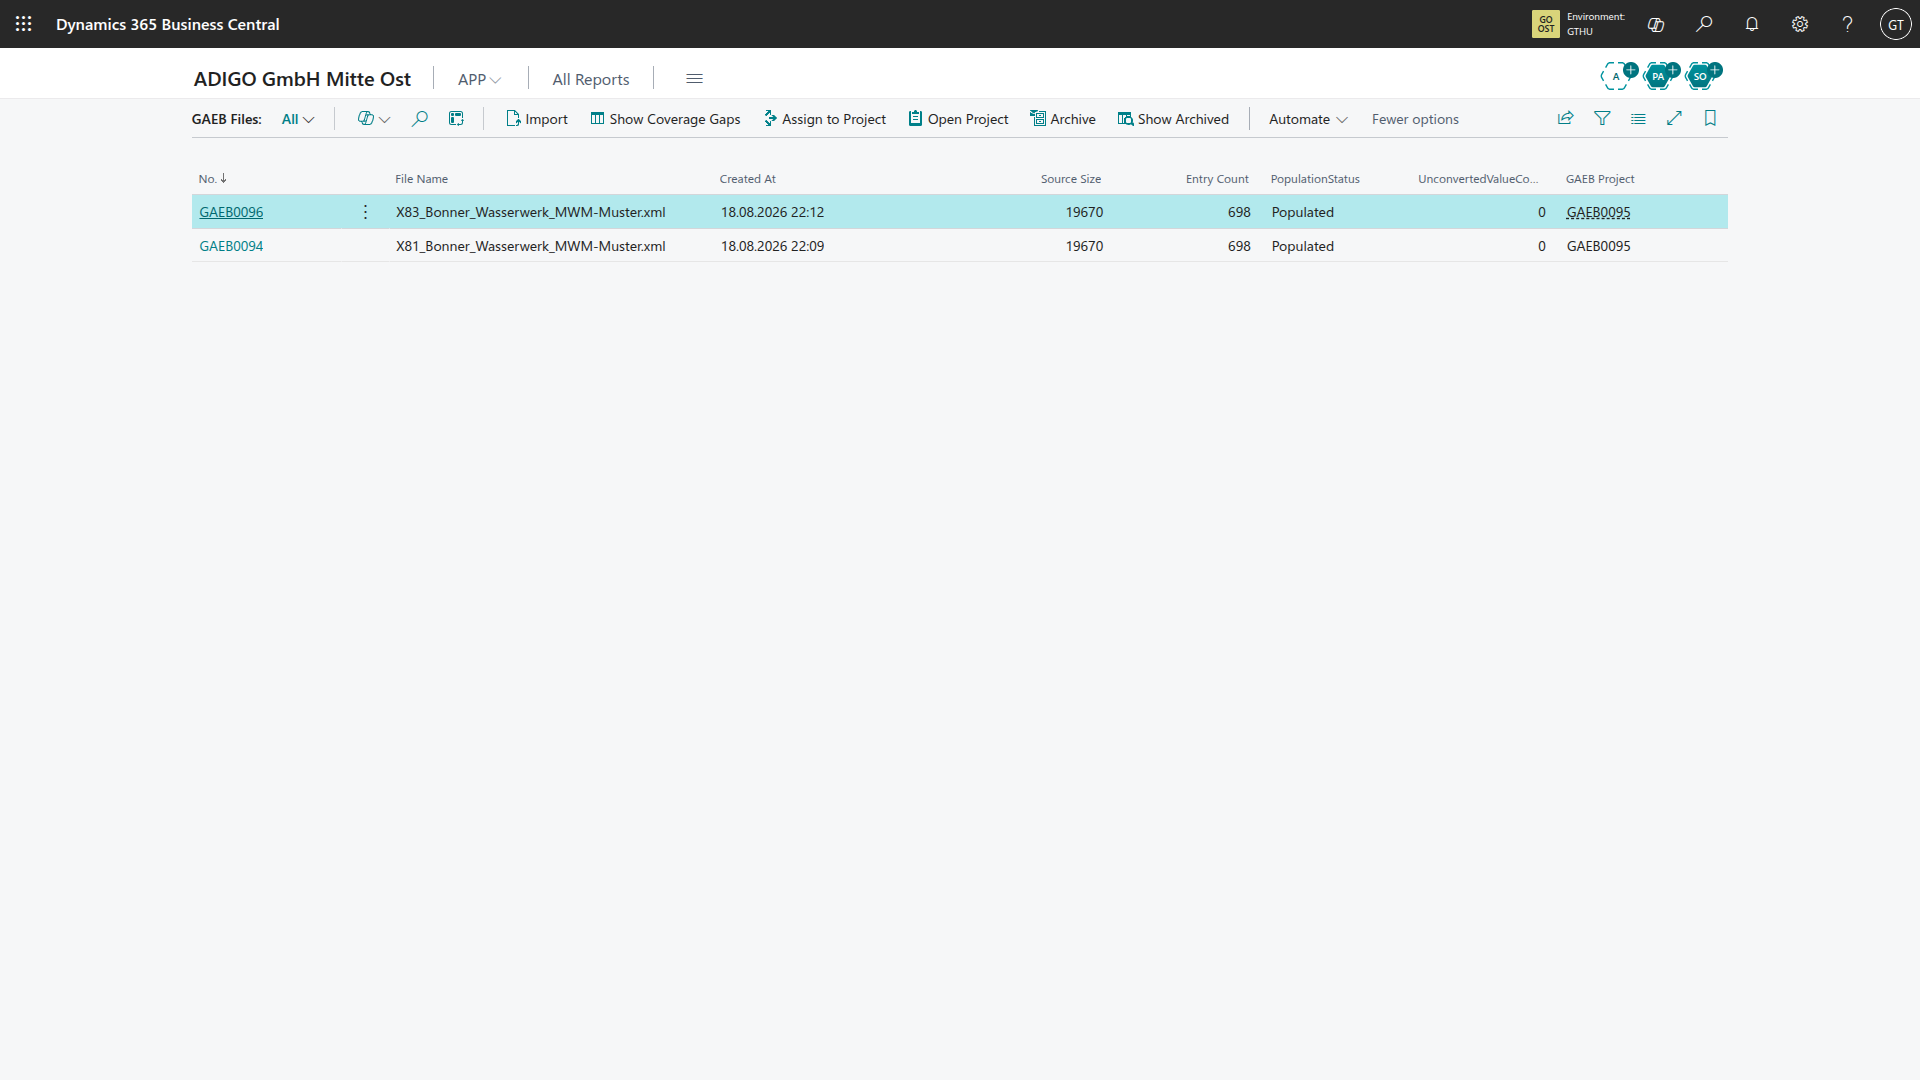 Dynamics 365 Business Central
GO OST
Environment:
GTHU
GT
ADIGO GmbH Mitte Ost
APP
All Reports
A
PA
SO
GAEB Files:
All
Import
Show Coverage Gaps
Assign to Project
Open Project
Archive
Show Archived
Automate
Fewer options
No. ↓ File Name Created At Source Size Entry Count PopulationStatus UnconvertedValueCo... GAEB Project
GAEB0096 X83_Bonner_Wasserwerk_MWM-Muster.xml 18.08.2026 22:12 19670 698 Populated 0 GAEB0095
GAEB0094 X81_Bonner_Wasserwerk_MWM-Muster.xml 18.08.2026 22:09 19670 698 Populated 0 GAEB0095